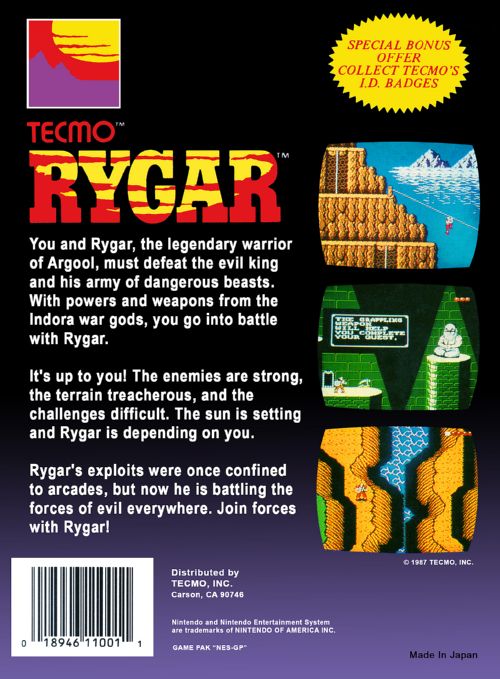 SPECIAL BONUS
OFFER
COLLECT TECMO'S
I.D. BADGES
TECMO™
RYGAR™
You and Rygar, the legendary warrior
of Argool, must defeat the evil king
and his army of dangerous beasts.
With powers and weapons from the
Indora war gods, you go into battle
with Rygar.
It's up to you! The enemies are strong,
the terrain treacherous, and the
challenges difficult. The sun is setting
and Rygar is depending on you.
Rygar's exploits were once confined
to arcades, but now he is battling the
forces of evil everywhere. Join forces
with Rygar!
THE GRAPPLING
WEAPON
WILL HELP
YOU COMPLETE
YOUR QUEST.
© 1987 TECMO, INC.
0 18946 11001 1
Distributed by
TECMO, INC.
Carson, CA 90746
Nintendo and Nintendo Entertainment System
are trademarks of NINTENDO OF AMERICA INC.
GAME PAK "NES-GP"
Made In Japan